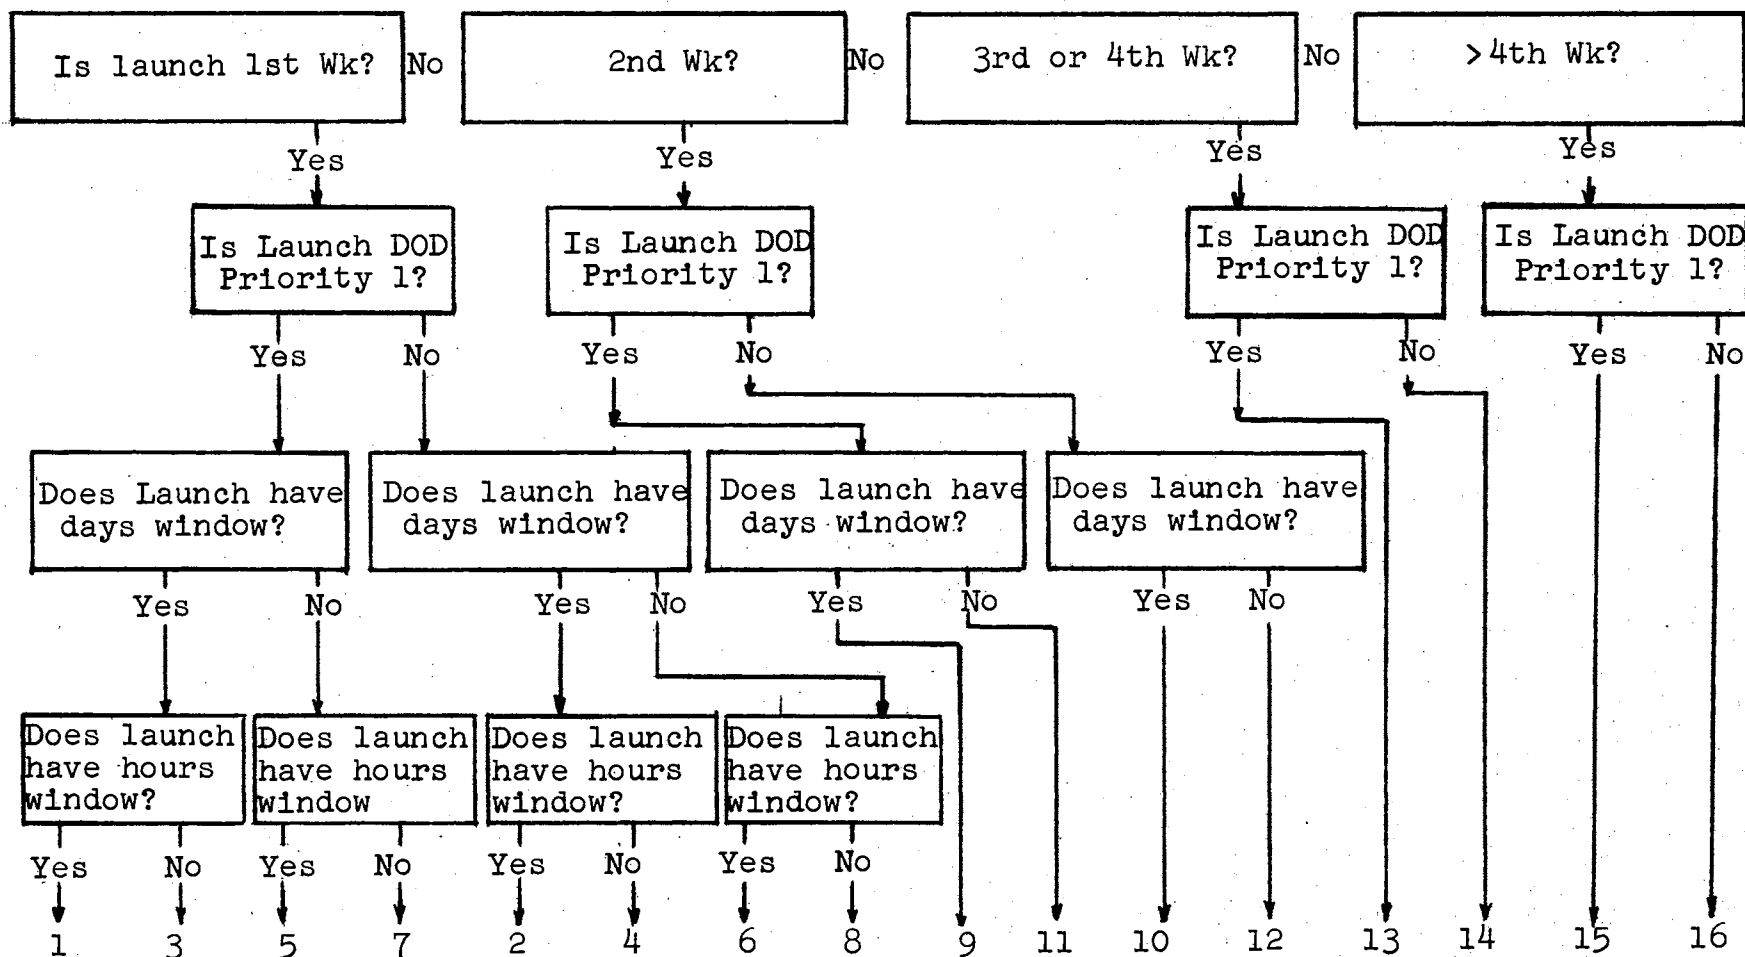 Is launch 1st Wk?
No
2nd Wk?
No
3rd or 4th Wk?
No
>4th Wk?
Yes
Yes
Yes
Yes
Is Launch DOD
Priority 1?
Is Launch DOD
Priority 1?
Is Launch DOD
Priority 1?
Is Launch DOD
Priority 1?
Yes
No
Yes
No
Yes
No
Yes
No
Does Launch have
days window?
Does launch have
days window?
Does launch have
days window?
Does launch have
days window?
Yes
No
Yes
No
Yes
No
Yes
No
Does launch
have hours
window?
Does launch
have hours
window
Does launch
have hours
window?
Does launch
have hours
window?
Yes
No
Yes
No
Yes
No
Yes
No
1
3
5
7
2
4
6
8
9
11
10
12
13
14
15
16